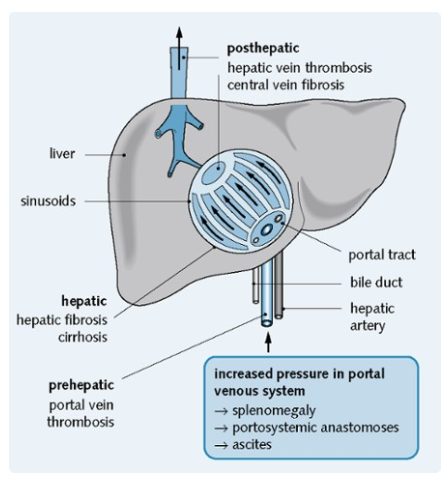 posthepatic
hepatic vein thrombosis
central vein fibrosis
liver
sinusoids
portal tract
bile duct
hepatic
artery
hepatic
hepatic fibrosis
cirrhosis
prehepatic
portal vein
thrombosis
increased pressure in portal
venous system
→ splenomegaly
→ portosystemic anastomoses
→ ascites